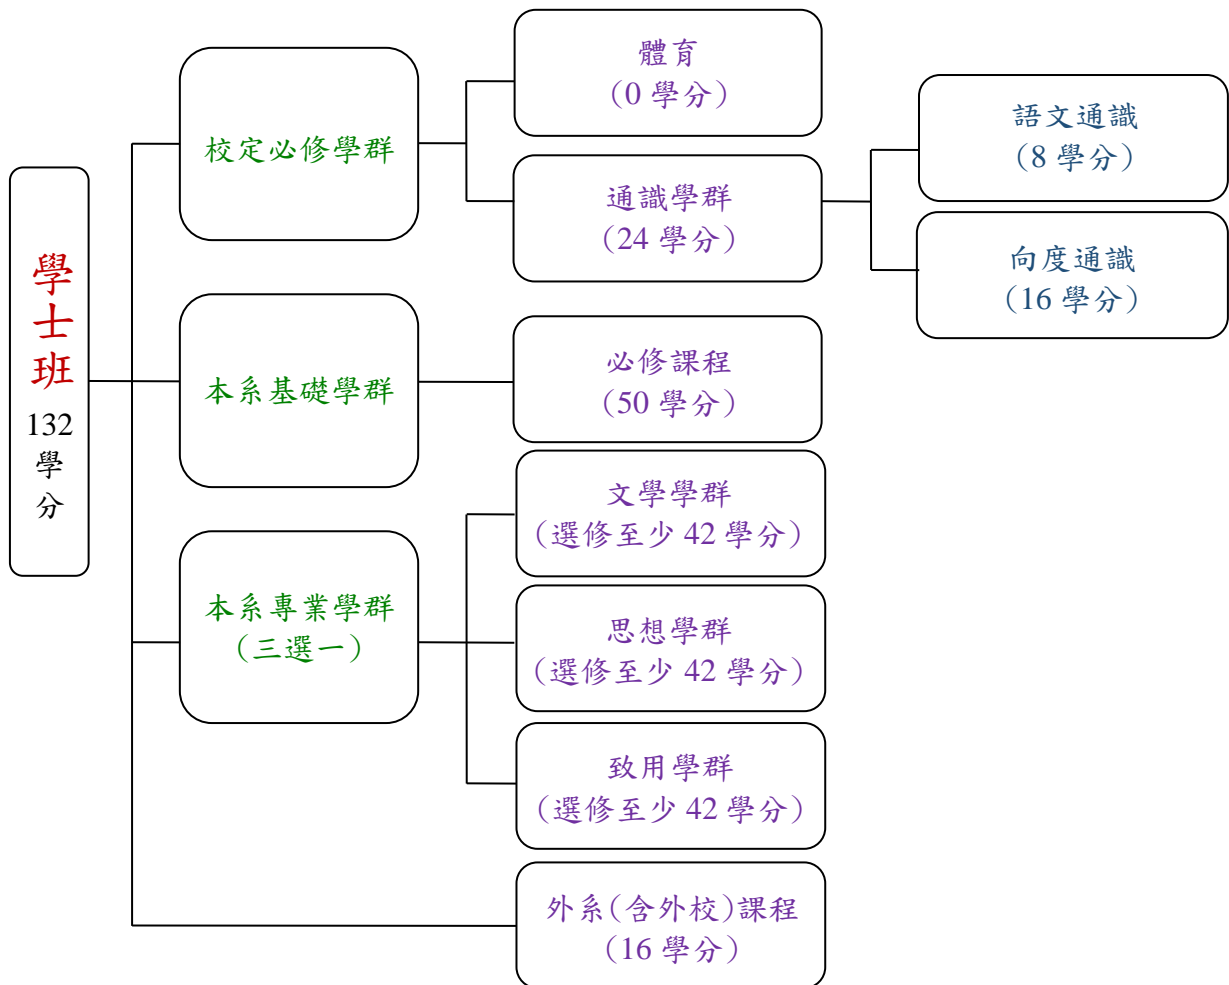 學士班
132
學
分
校定必修學群
體育
(0 學分)
通識學群
(24 學分)
語文通識
(8 學分)
向度通識
(16 學分)
本系基礎學群
必修課程
(50 學分)
本系專業學群
(三選一)
文學學群
(選修至少 42 學分)
思想學群
(選修至少 42 學分)
致用學群
(選修至少 42 學分)
外系(含外校)課程
(16 學分)